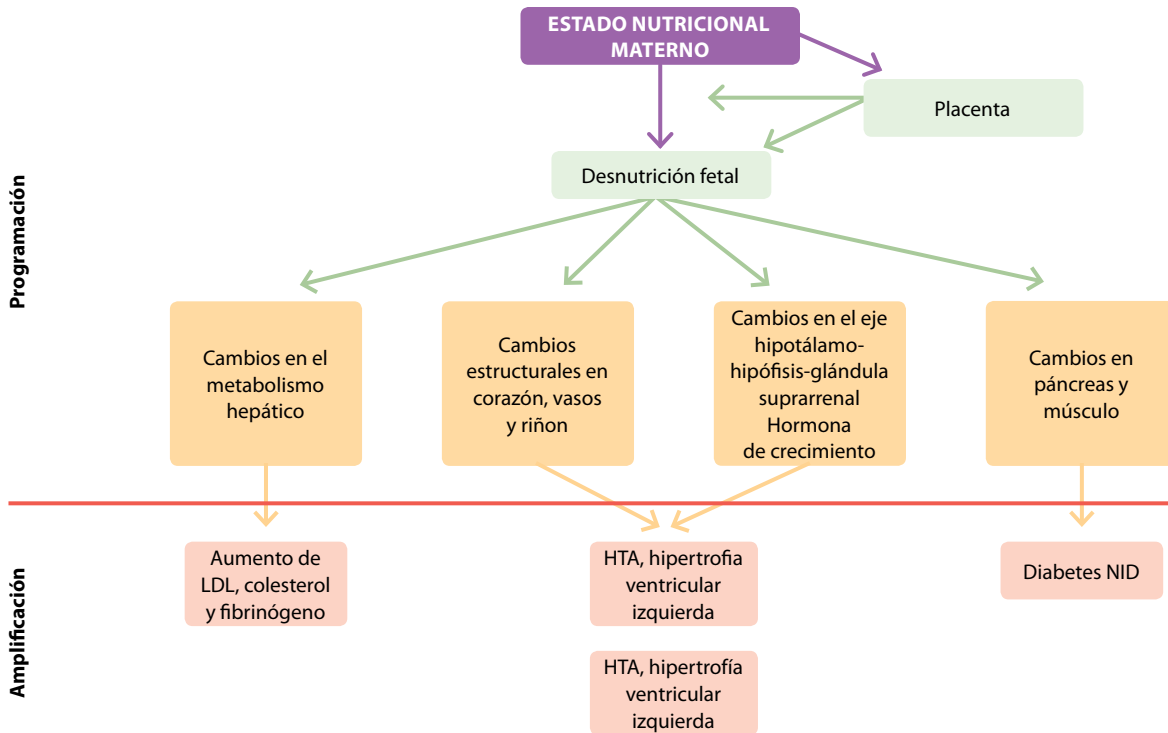 ESTADO NUTRICIONAL
MATERNO
Placenta
Desnutrición fetal
Programación
Cambios en el
metabolismo
hepático
Cambios
estructurales en
corazón, vasos
y riñon
Cambios en el eje
hipotálamo-
hipófisis-glándula
suprarrenal
Hormona
de crecimiento
Cambios en
páncreas y
músculo
Amplificación
Aumento de
LDL, colesterol
y fibrinógeno
HTA, hipertrofia
ventricular
izquierda
Diabetes NID
HTA, hipertrofía
ventricular
izquierda